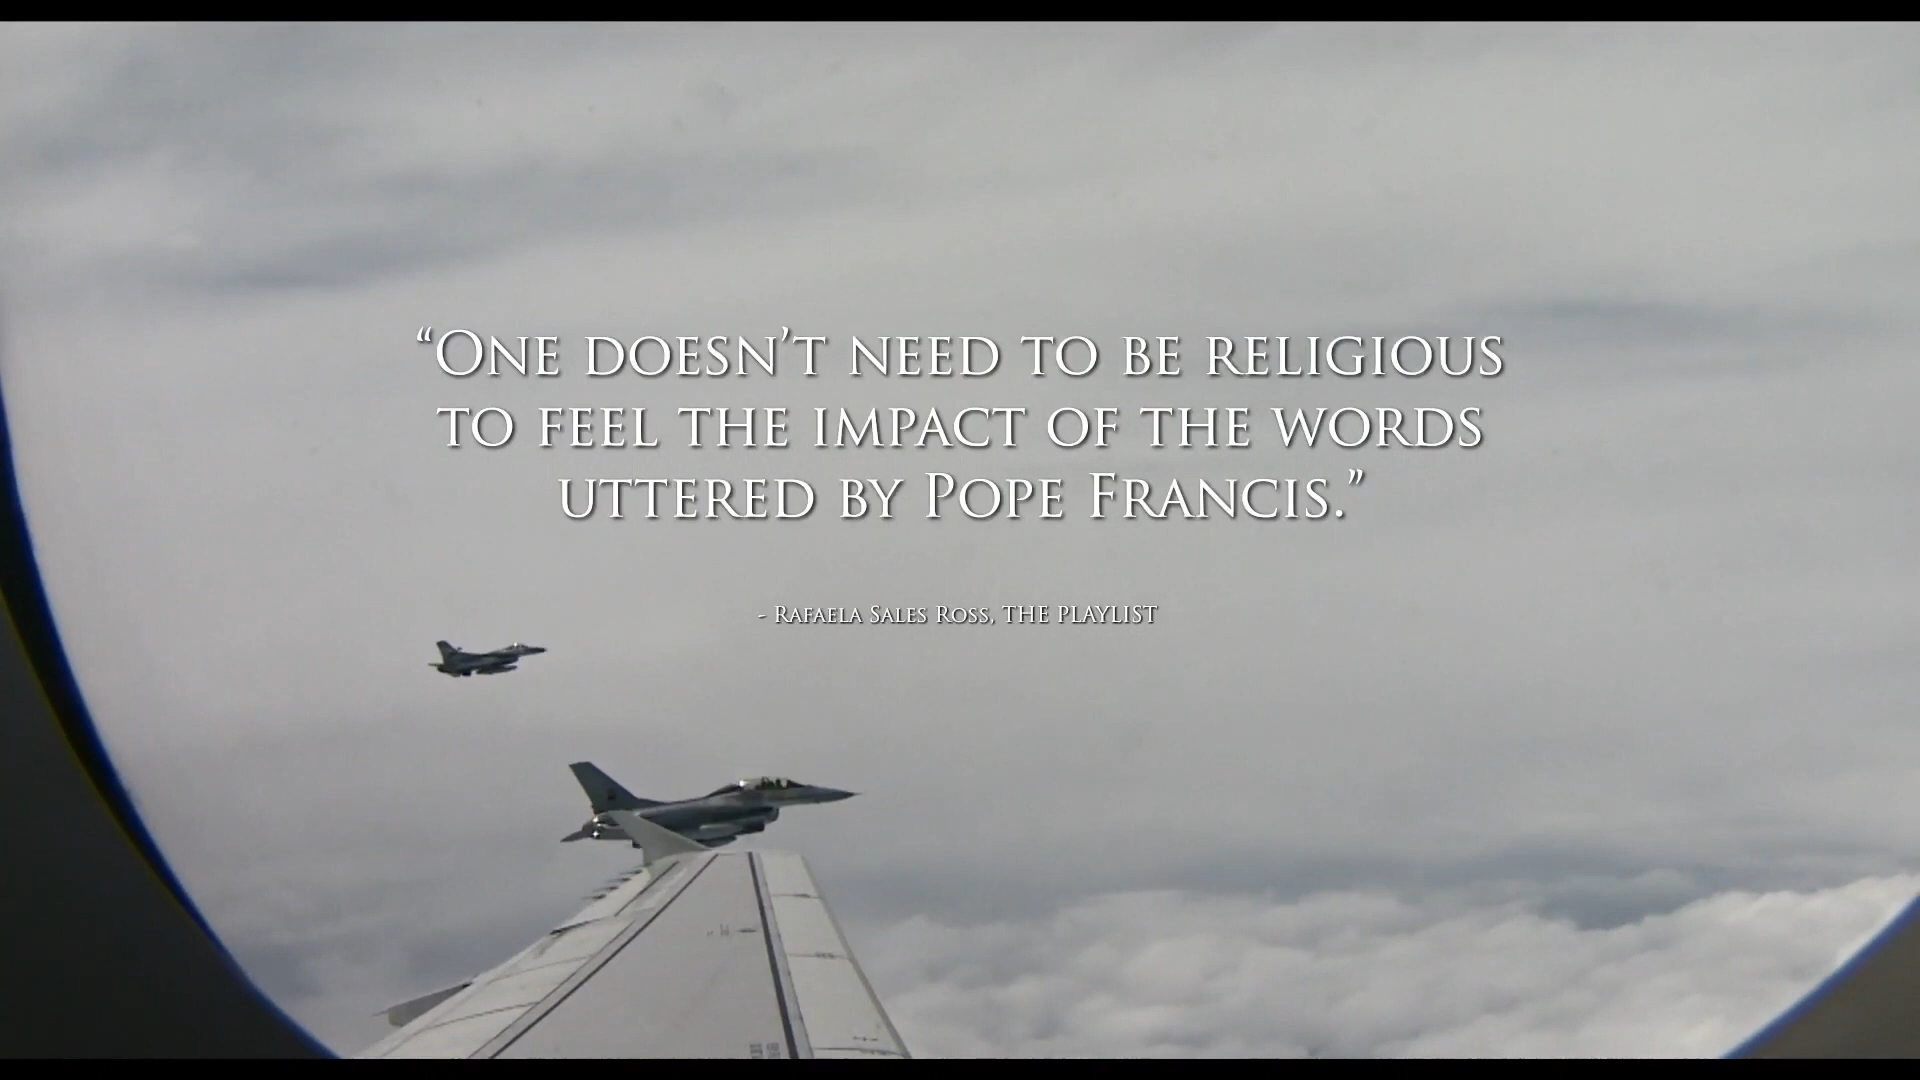 “One doesn’t need to be religious
to feel the impact of the words
uttered by Pope Francis.”
- Rafaela Sales Ross, THE PLAYLIST